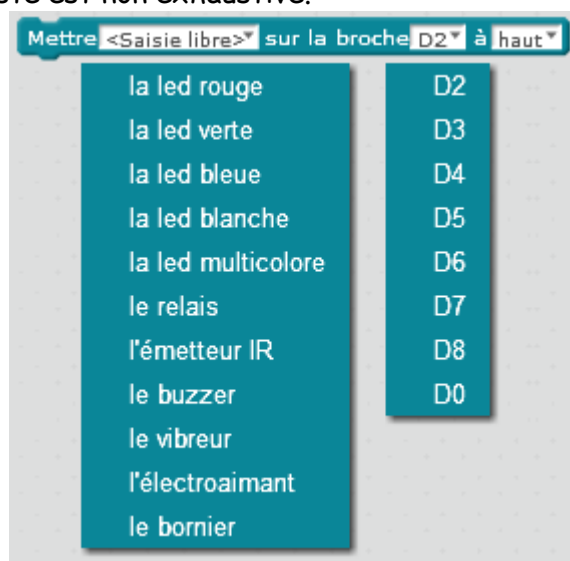 Mettre <Saisie libre> sur la broche D2 à haut
la led rouge
la led verte
la led bleue
la led blanche
la led multicolore
le relais
l'émetteur IR
le buzzer
le vibreur
l'électroaimant
le bornier
D2
D3
D4
D5
D6
D7
D8
D0